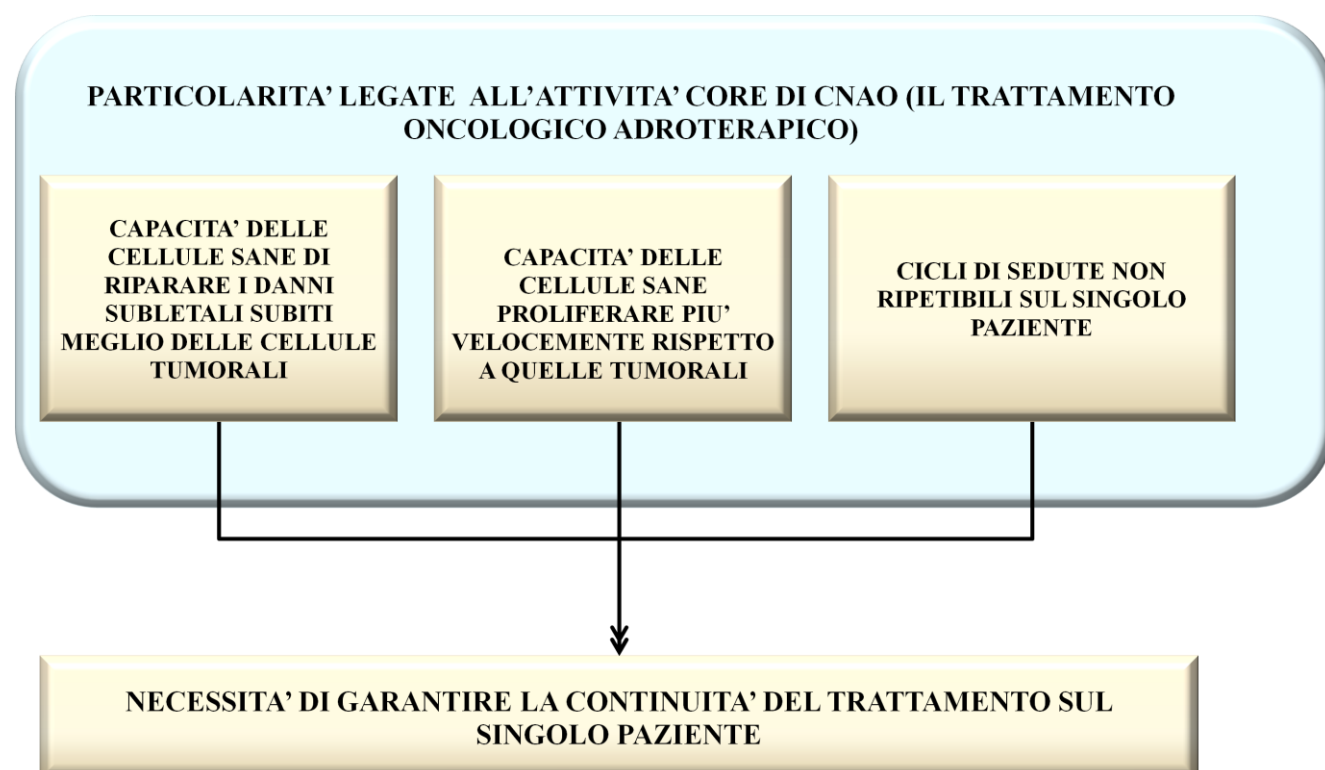 PARTICOLARITA’ LEGATE ALL’ATTIVITA’ CORE DI CNAO (IL TRATTAMENTO
ONCOLOGICO ADROTERAPICO)
CAPACITA’ DELLE
CELLULE SANE DI
RIPARARE I DANNI
SUBLETALI SUBITI
MEGLIO DELLE CELLULE
TUMORALI
CAPACITA’ DELLE
CELLULE SANE
PROLIFERARE PIU’
VELOCEMENTE RISPETTO
A QUELLE TUMORALI
CICLI DI SEDUTE NON
RIPETIBILI SUL SINGOLO
PAZIENTE
NECESSITA’ DI GARANTIRE LA CONTINUITA’ DEL TRATTAMENTO SUL
SINGOLO PAZIENTE